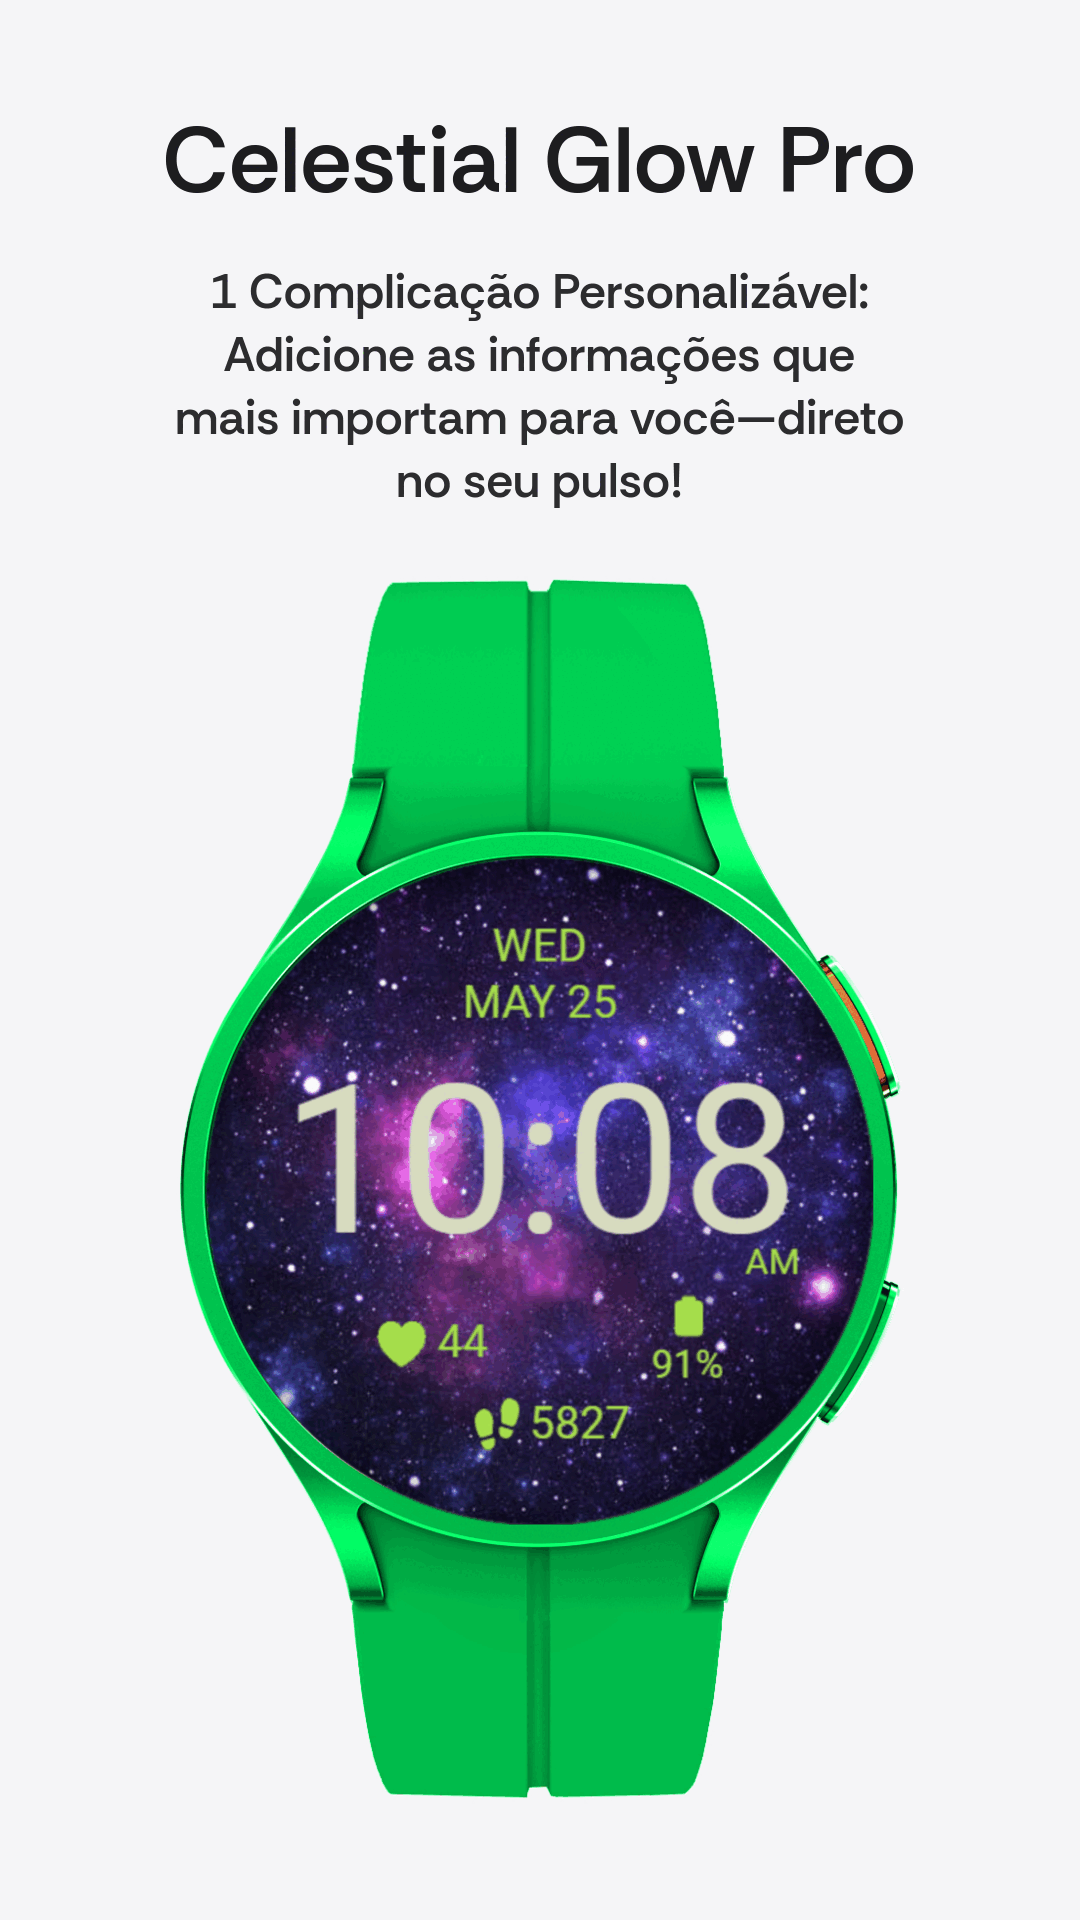 Celestial Glow Pro
1 Complicação Personalizável:
Adicione as informações que
mais importam para você—direto
no seu pulso!
WED
MAY 25
10:08
AM
44
91%
5827